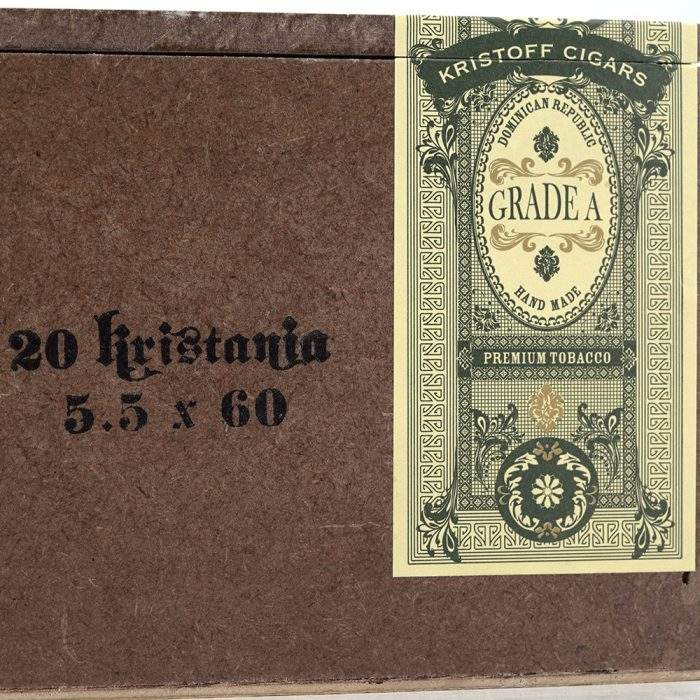 KRISTOFF CIGARS
DOMINICAN REPUBLIC
GRADE A
HAND MADE
PREMIUM TOBACCO
20 Kristania
5.5 x 60